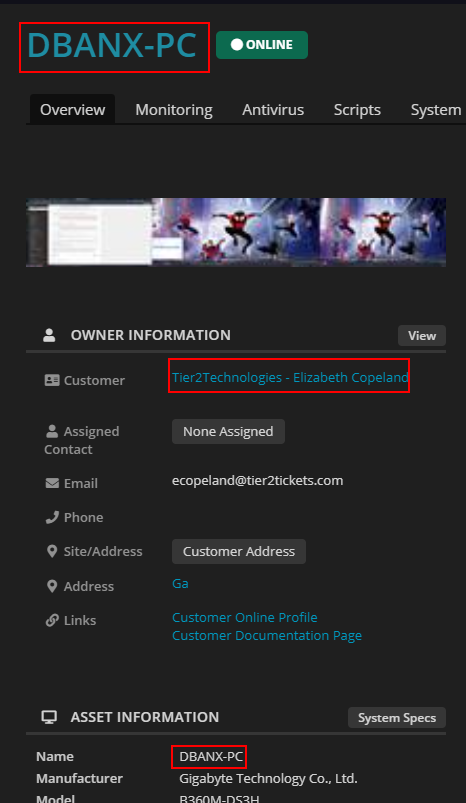 DBANX-PC ONLINE
Overview Monitoring Antivirus Scripts System
OWNER INFORMATION View
Customer Tier2Technologies - Elizabeth Copeland
Assigned Contact None Assigned
Email ecopeland@tier2tickets.com
Phone
Site/Address Customer Address
Address Ga
Links Customer Online Profile
Customer Documentation Page
ASSET INFORMATION System Specs
Name DBANX-PC
Manufacturer Gigabyte Technology Co., Ltd.
Model B360M-DS3H